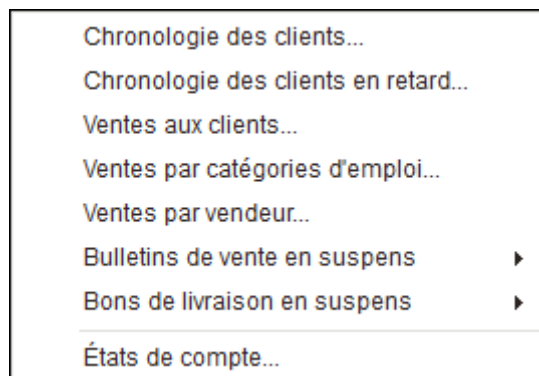 Chronologie des clients...
Chronologie des clients en retard...
Ventes aux clients...
Ventes par catégories d'emploi...
Ventes par vendeur...
Bulletins de vente en suspens
Bons de livraison en suspens
États de compte...